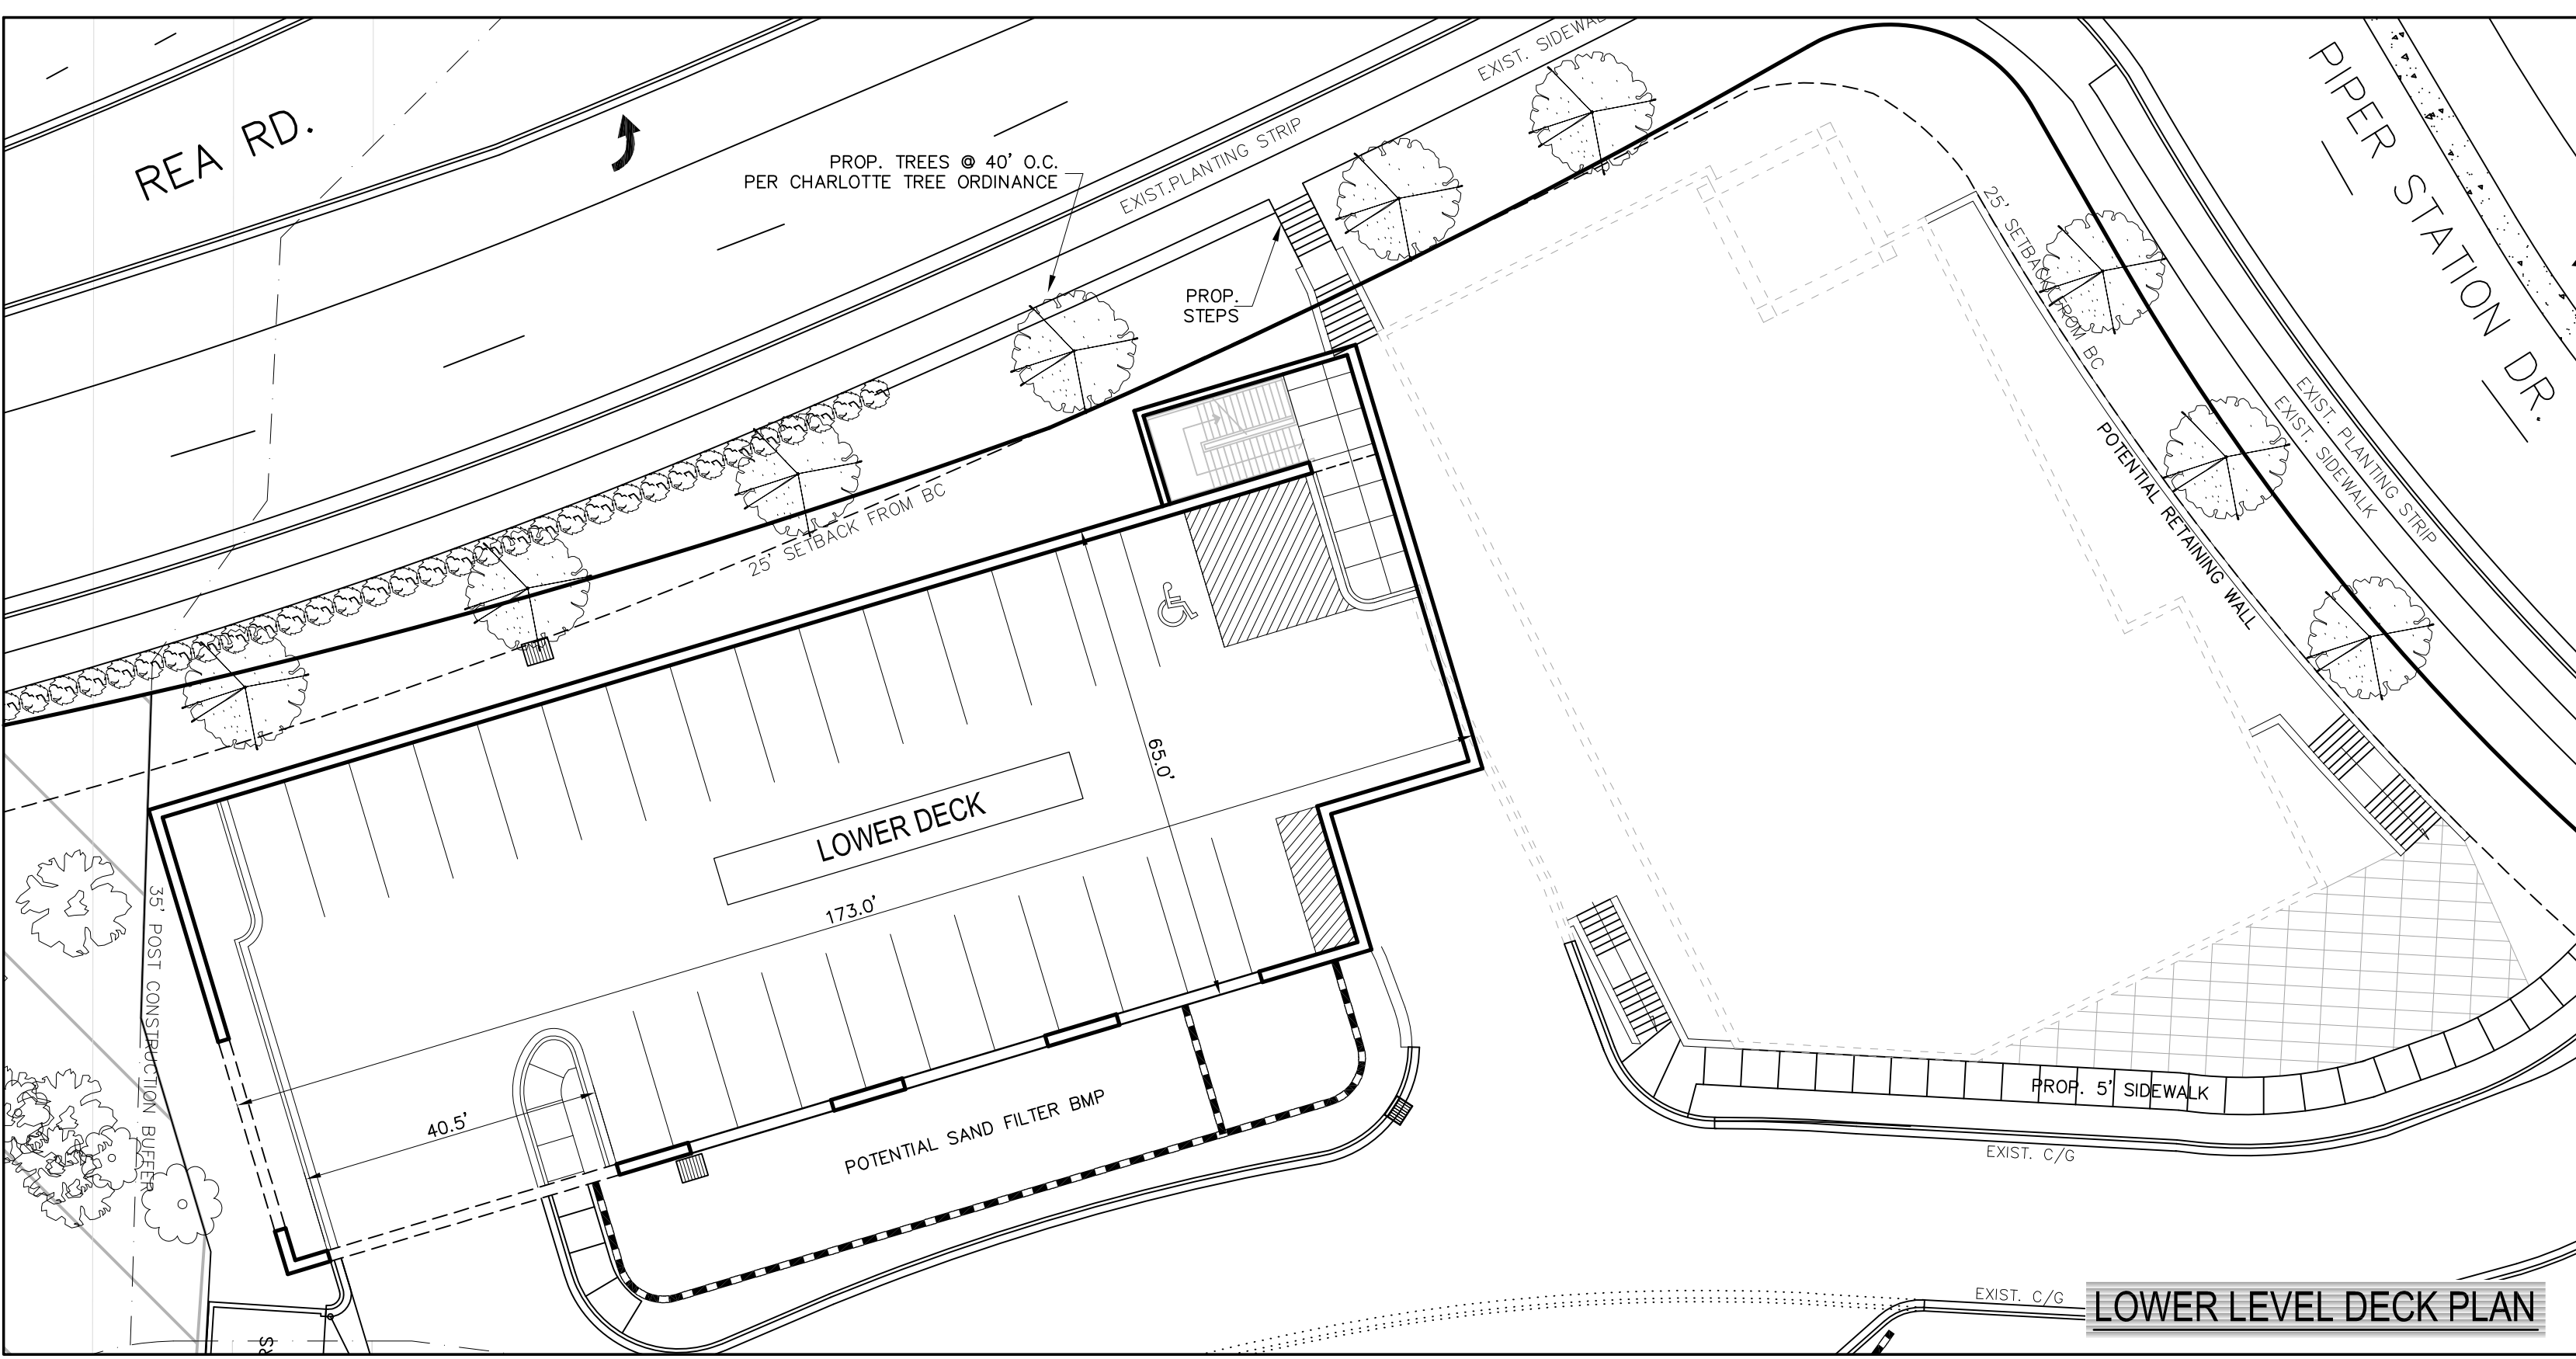 REA RD.
PROP. TREES @ 40' O.C.
PER CHARLOTTE TREE ORDINANCE
EXIST.PLANTING STRIP
EXIST. SIDEWAL
PIPER STATION DR.
PROP.
STEPS
25' SETBACK FROM BC
25' SETBACK FROM BC
EXIST. PLANTING STRIP
EXIST. SIDEWALK
POTENTIAL RETAINING WALL
65.0'
LOWER DECK
173.0'
40.5'
35' POST CONSTRUCTION BUFFER
POTENTIAL SAND FILTER BMP
PROP. 5' SIDEWALK
EXIST. C/G
EXIST. C/G
RS
LOWER LEVEL DECK PLAN